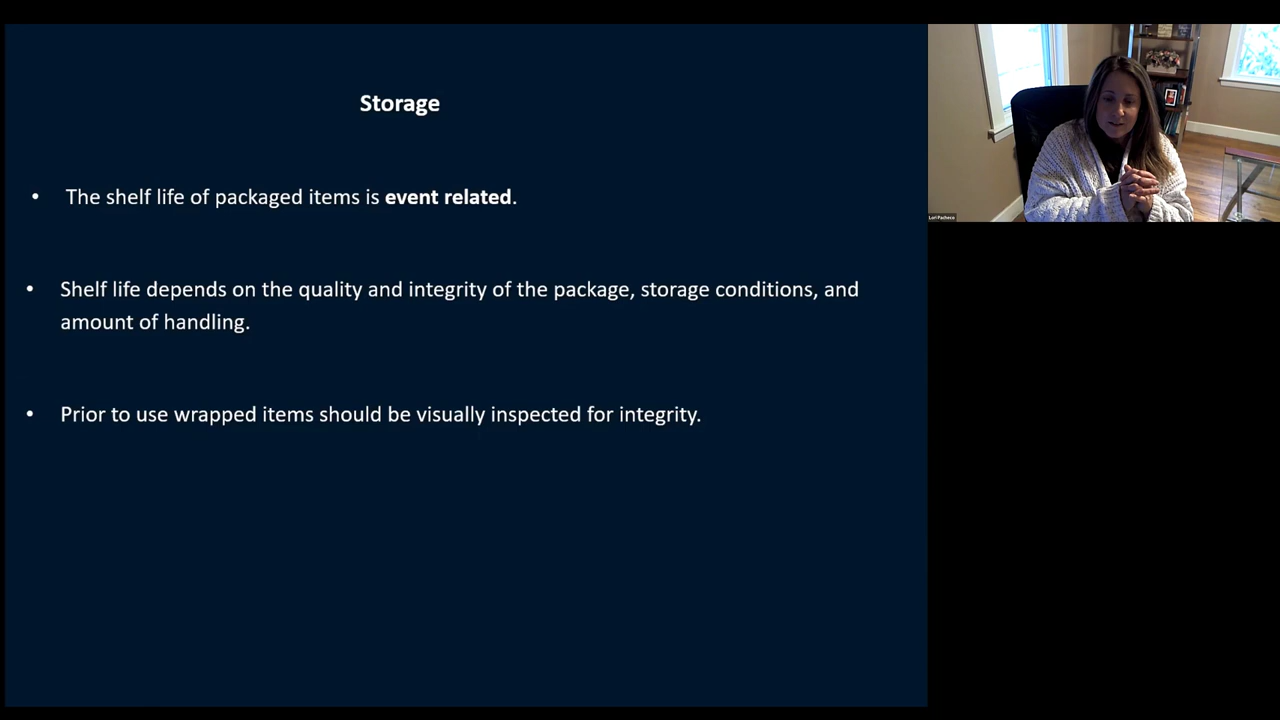 Storage
• The shelf life of packaged items is event related.
• Shelf life depends on the quality and integrity of the package, storage conditions, and
amount of handling.
• Prior to use wrapped items should be visually inspected for integrity.
Lori Pacheco